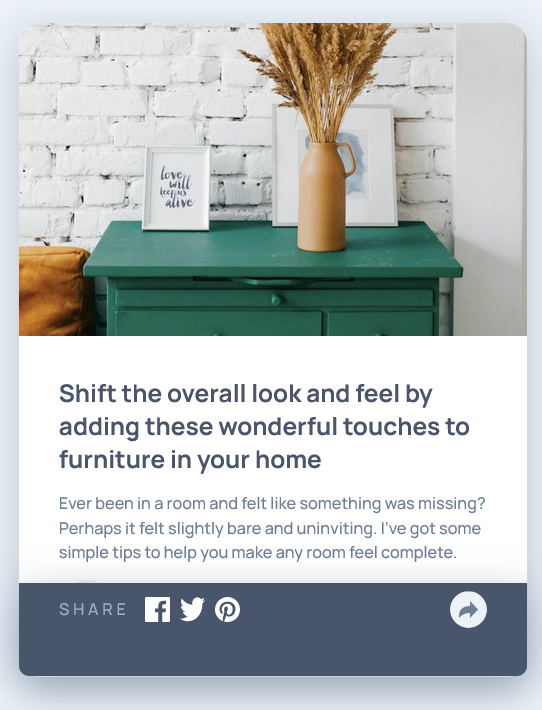 love
will
keep us
alive
Shift the overall look and feel by
adding these wonderful touches to
furniture in your home
Ever been in a room and felt like something was missing?
Perhaps it felt slightly bare and uninviting. I've got some
simple tips to help you make any room feel complete.
SHARE